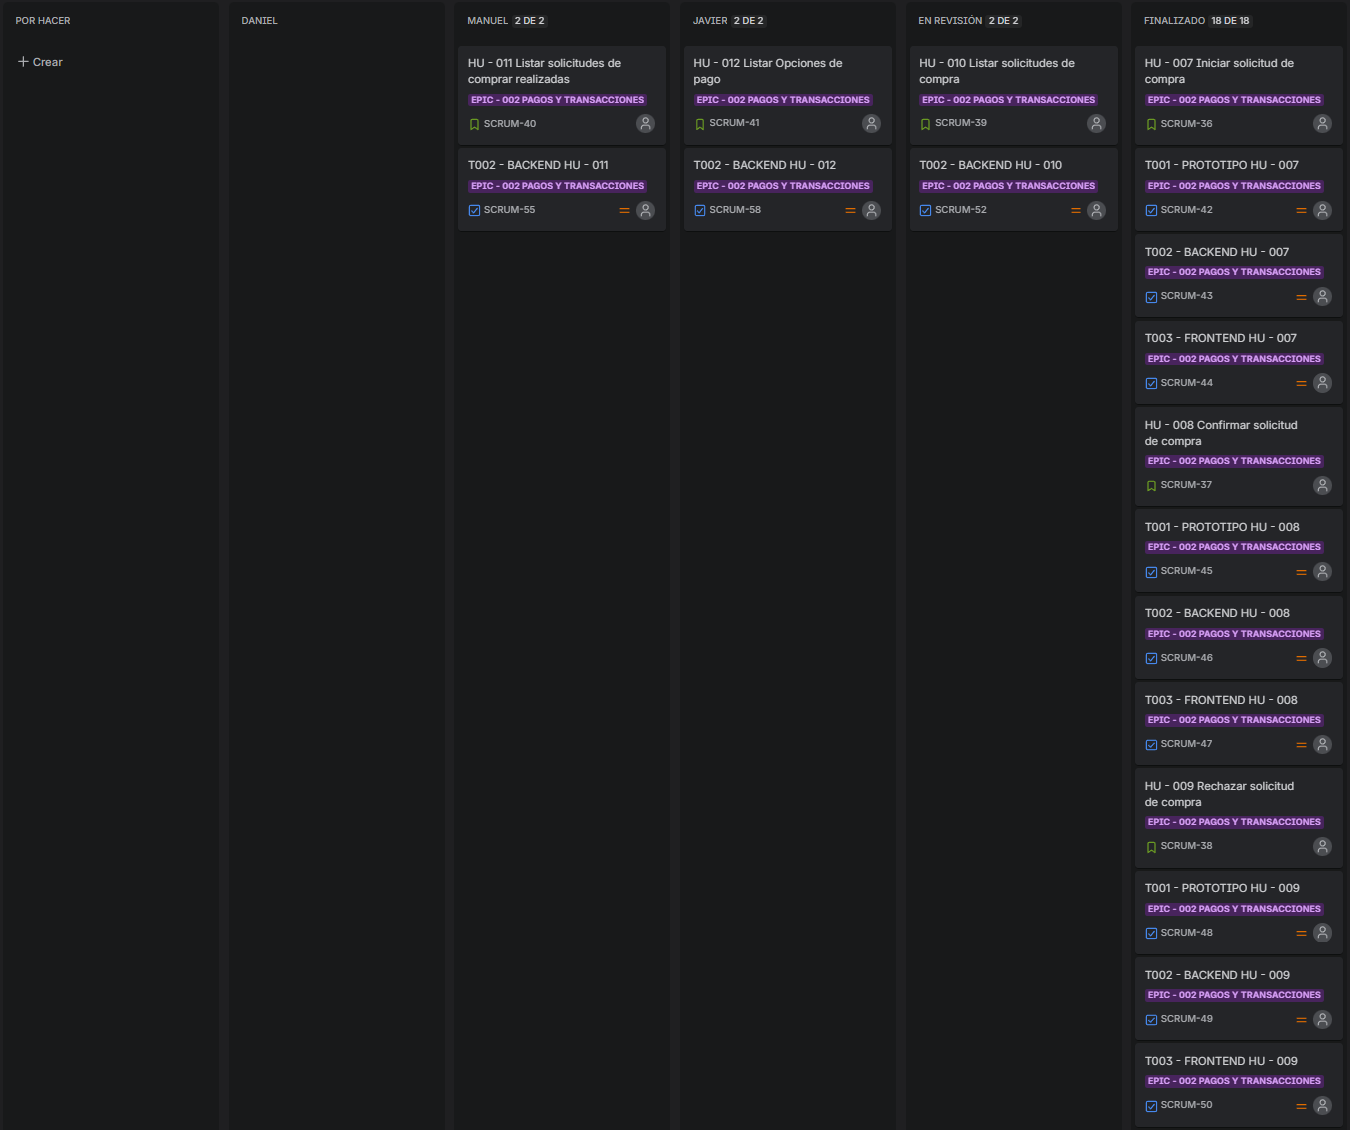 POR HACER
+ Crear
DANIEL
MANUEL 2 DE 2
HU - 011 Listar solicitudes de
comprar realizadas
EPIC - 002 PAGOS Y TRANSACCIONES
SCRUM-40
T002 - BACKEND HU - 011
EPIC - 002 PAGOS Y TRANSACCIONES
SCRUM-55
JAVIER 2 DE 2
HU - 012 Listar Opciones de
pago
EPIC - 002 PAGOS Y TRANSACCIONES
SCRUM-41
T002 - BACKEND HU - 012
EPIC - 002 PAGOS Y TRANSACCIONES
SCRUM-58
EN REVISIÓN 2 DE 2
HU - 010 Listar solicitudes de
compra
EPIC - 002 PAGOS Y TRANSACCIONES
SCRUM-39
T002 - BACKEND HU - 010
EPIC - 002 PAGOS Y TRANSACCIONES
SCRUM-52
FINALIZADO 18 DE 18
HU - 007 Iniciar solicitud de
compra
EPIC - 002 PAGOS Y TRANSACCIONES
SCRUM-36
T001 - PROTOTIPO HU - 007
EPIC - 002 PAGOS Y TRANSACCIONES
SCRUM-42
T002 - BACKEND HU - 007
EPIC - 002 PAGOS Y TRANSACCIONES
SCRUM-43
T003 - FRONTEND HU - 007
EPIC - 002 PAGOS Y TRANSACCIONES
SCRUM-44
HU - 008 Confirmar solicitud
de compra
EPIC - 002 PAGOS Y TRANSACCIONES
SCRUM-37
T001 - PROTOTIPO HU - 008
EPIC - 002 PAGOS Y TRANSACCIONES
SCRUM-45
T002 - BACKEND HU - 008
EPIC - 002 PAGOS Y TRANSACCIONES
SCRUM-46
T003 - FRONTEND HU - 008
EPIC - 002 PAGOS Y TRANSACCIONES
SCRUM-47
HU - 009 Rechazar solicitud
de compra
EPIC - 002 PAGOS Y TRANSACCIONES
SCRUM-38
T001 - PROTOTIPO HU - 009
EPIC - 002 PAGOS Y TRANSACCIONES
SCRUM-48
T002 - BACKEND HU - 009
EPIC - 002 PAGOS Y TRANSACCIONES
SCRUM-49
T003 - FRONTEND HU - 009
EPIC - 002 PAGOS Y TRANSACCIONES
SCRUM-50